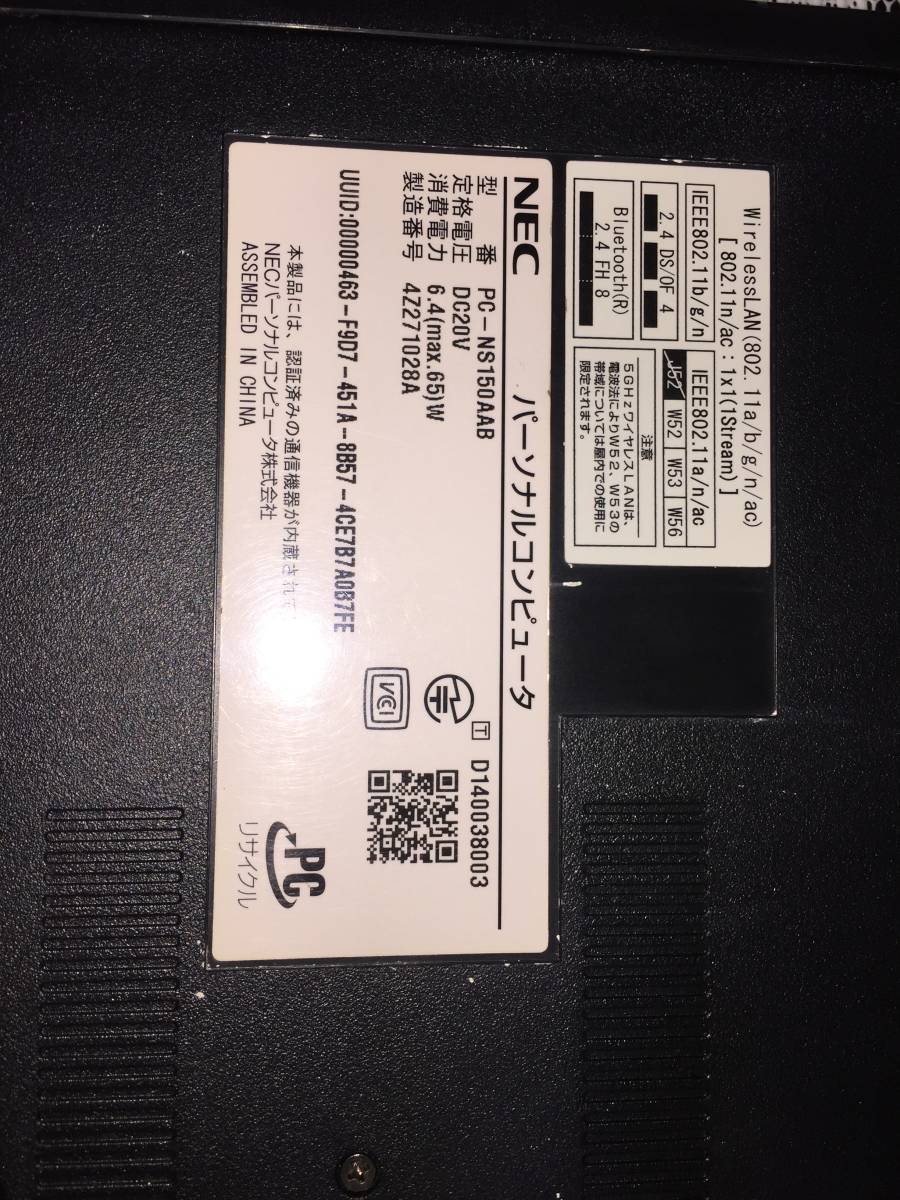 WirelessLAN(802.11a/b/g/n/ac)
[802.11n/ac：1x1(1Stream)]
IEEE802.11b/g/n
2.4 DS/OF 4
Bluetooth(R)
2.4 FH 8
IEEE802.11a/n/ac
J52 W52 W53 W56
注意
5GHzワイヤレスLANは、
電波法によりW52、W53の
帯域については屋内での使用に
限定されます。
NEC パーソナルコンピュータ
型番 PC-NS150AAB
定格電圧 DC20V
消費電力 6.4(max.65)W
製造番号 4Z271028A
T D140038003
VCCI
UUID:00000463-F9D7-451A-8B57-4CE7B7A0B7FE
本製品には、認証済みの通信機器が内蔵されて
NECパーソナルコンピュータ株式会社
ASSEMBLED IN CHINA
PC
リサイクル